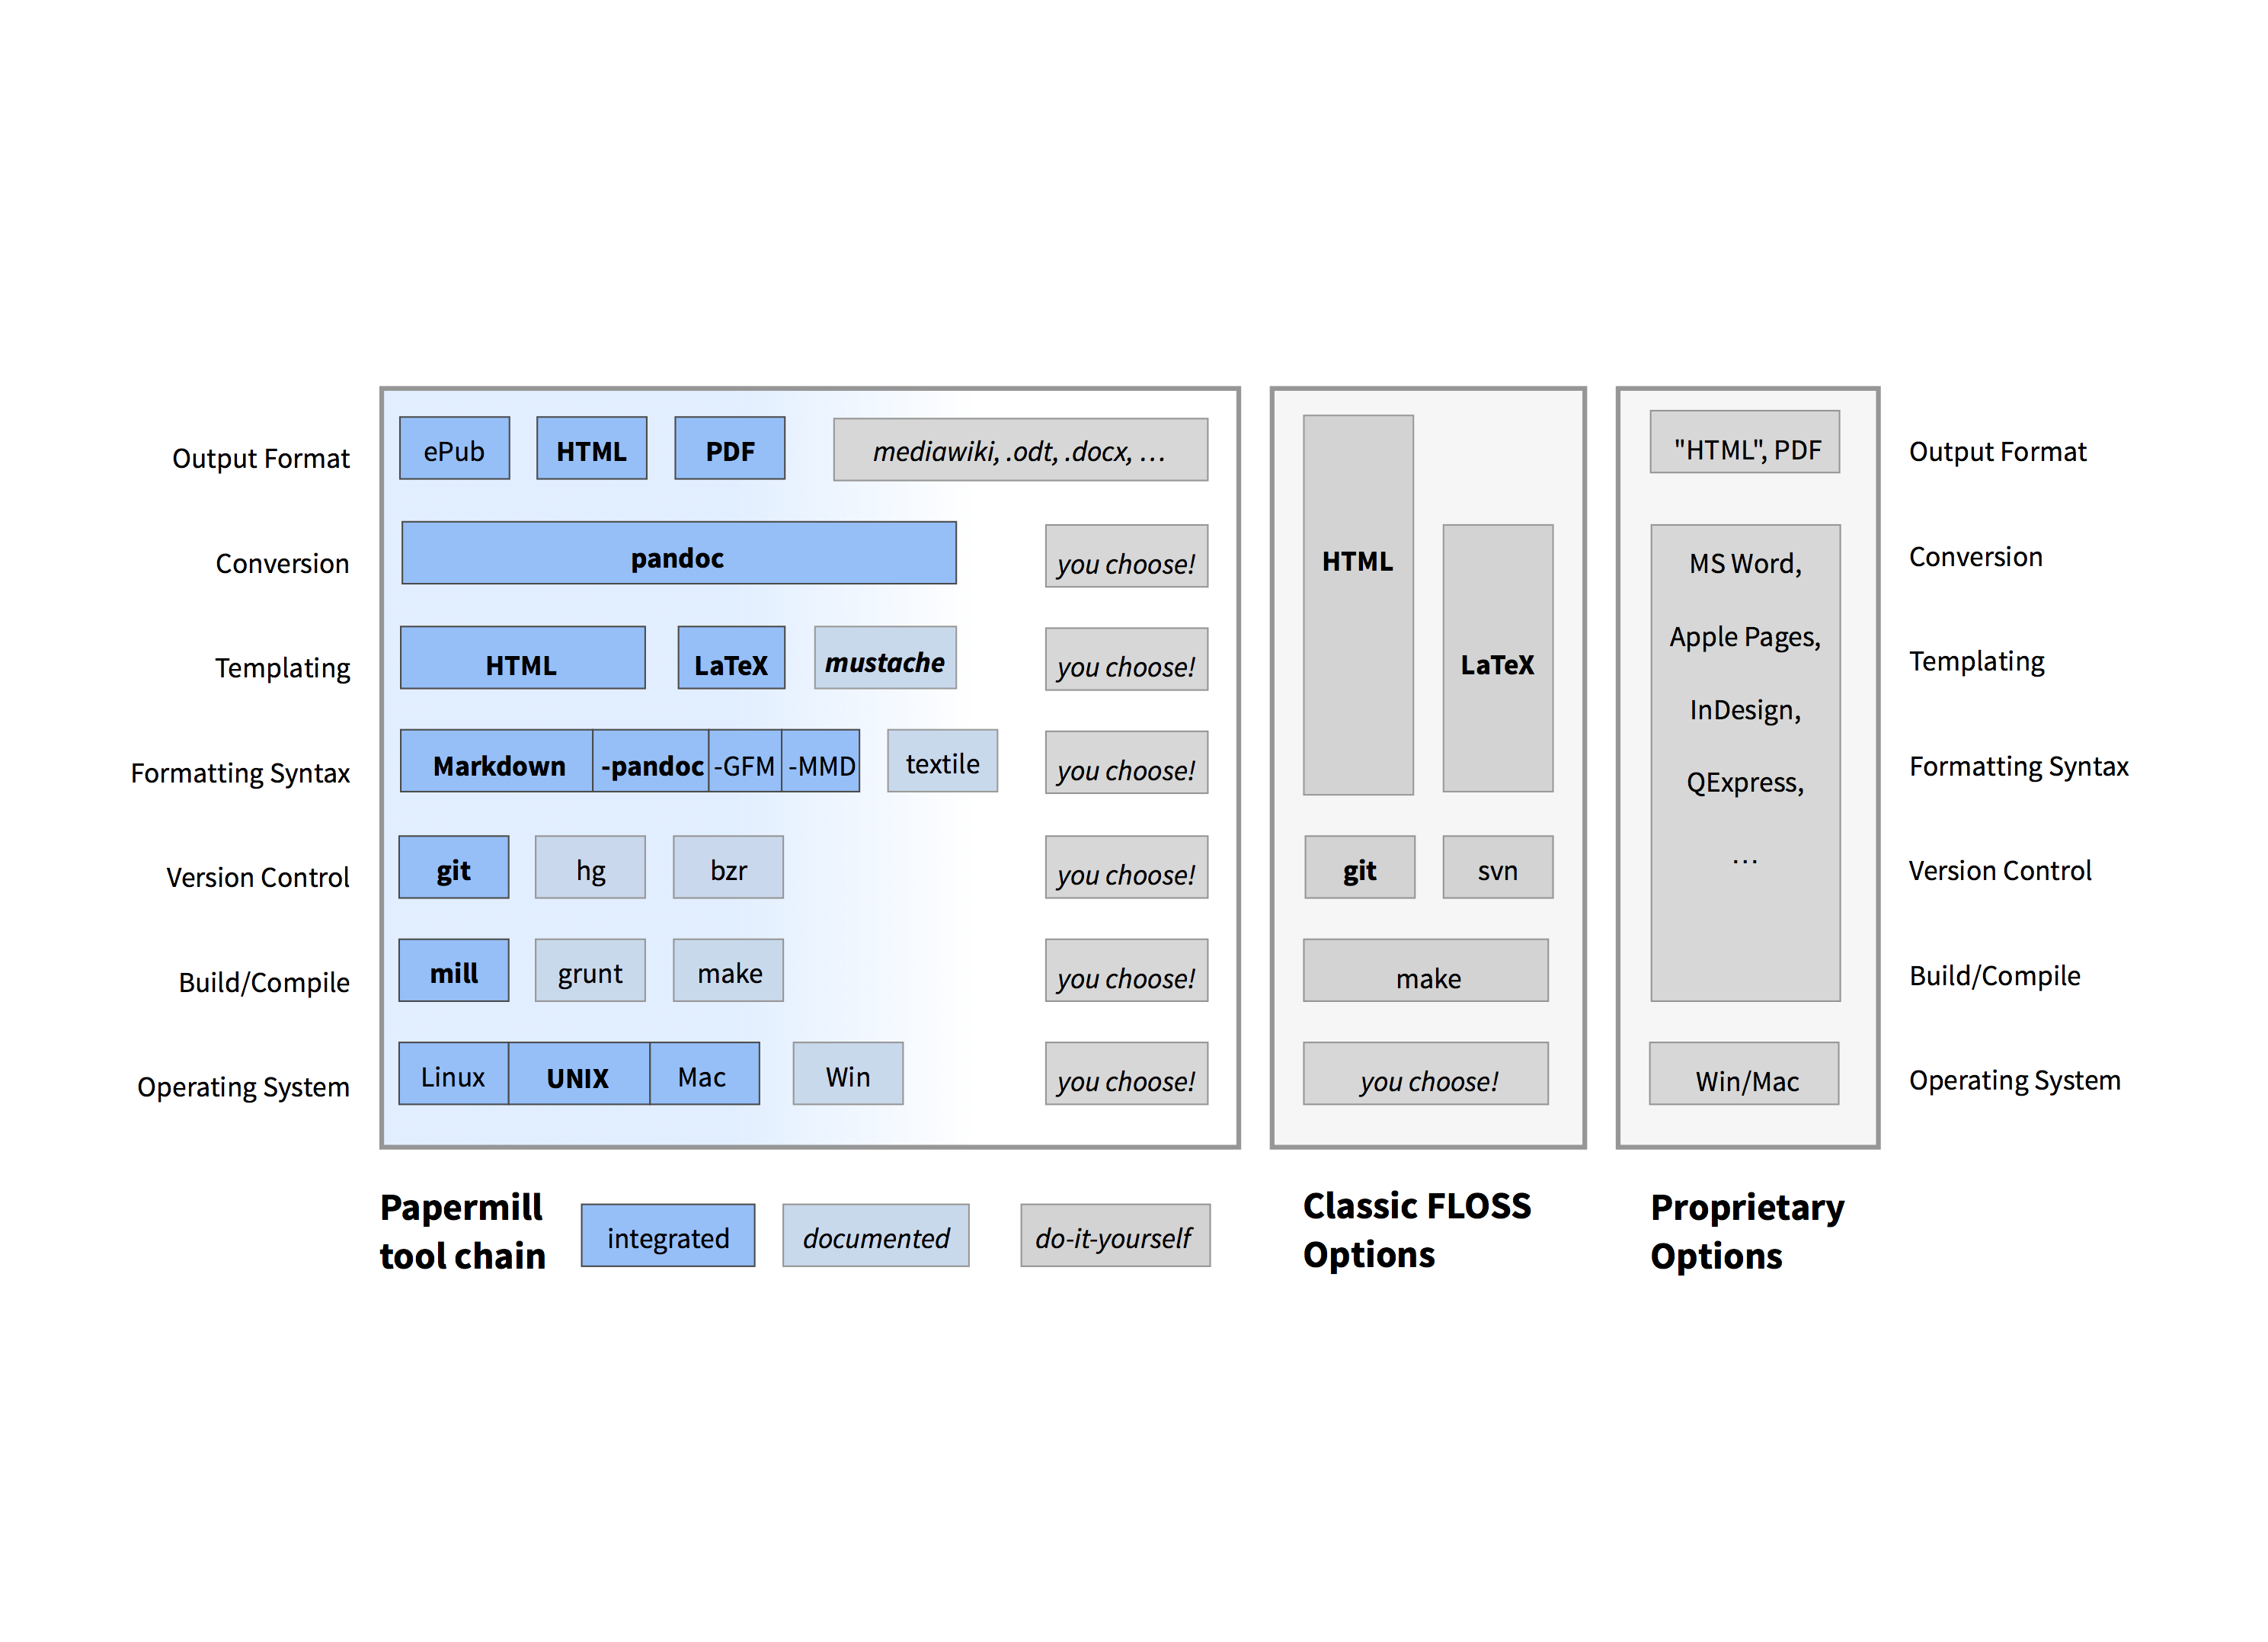 Output Format
ePub
HTML
PDF
mediawiki, .odt, .docx, …
"HTML", PDF
Output Format
Conversion
pandoc
you choose!
HTML
MS Word,
Conversion
Apple Pages,
Templating
HTML
LaTeX
mustache
you choose!
LaTeX
InDesign,
Templating
Formatting Syntax
Markdown
-pandoc
-GFM
-MMD
textile
you choose!
QExpress,
Formatting Syntax
Version Control
git
hg
bzr
you choose!
git
svn
…
Version Control
Build/Compile
mill
grunt
make
you choose!
make
Build/Compile
Operating System
Linux
UNIX
Mac
Win
you choose!
you choose!
Win/Mac
Operating System
Papermill
tool chain
integrated
documented
do-it-yourself
Classic FLOSS
Options
Proprietary
Options